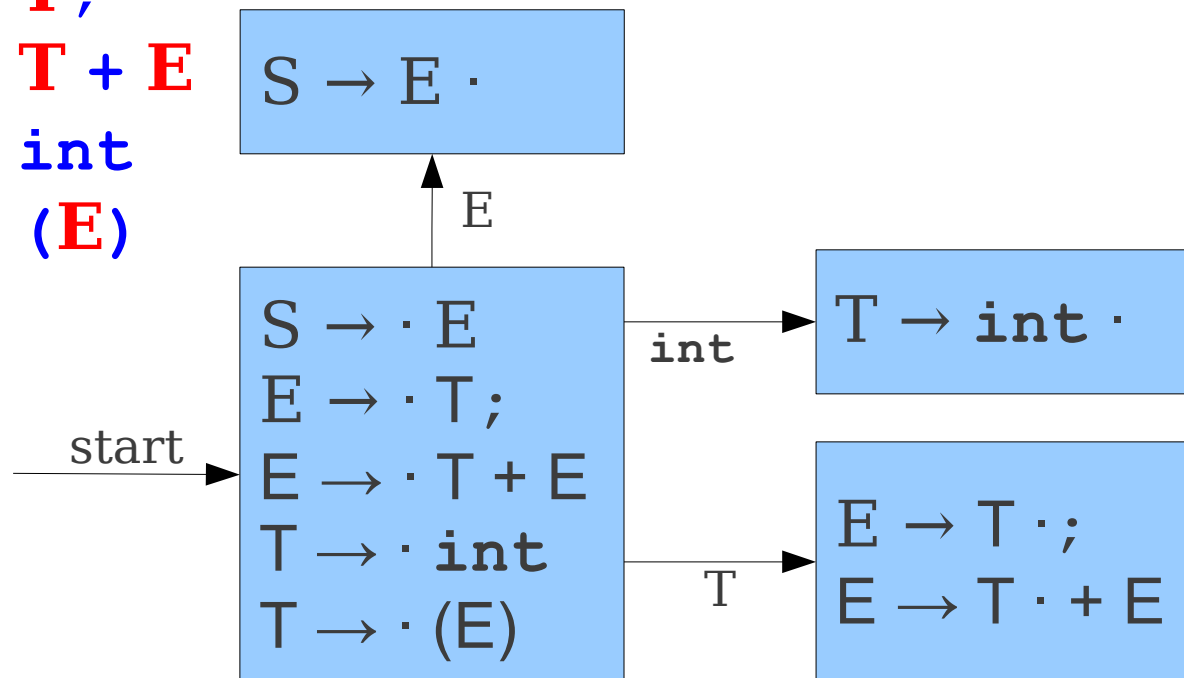 T;
T + E
int
(E)
S → E ·
E
S → · E
E → · T ;
E → · T + E
T → · int
T → · (E)
start
int
T → int ·
T
E → T · ;
E → T · + E